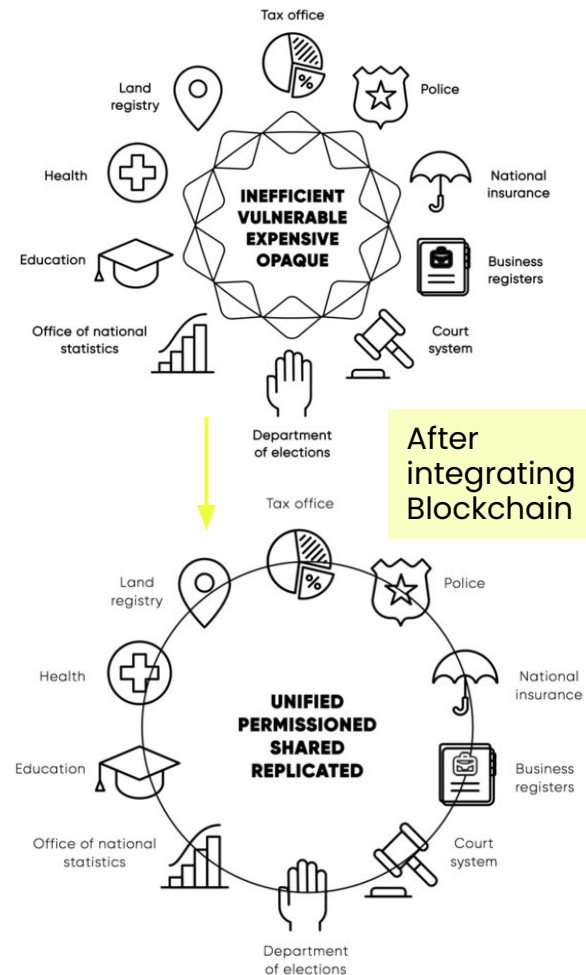 Tax office
Land
registry
Police
Health
INEFFICIENT
VULNERABLE
EXPENSIVE
OPAQUE
National
insurance
Education
Business
registers
Office of national
statistics
Court
system
Department
of elections
After
integrating
Blockchain
Tax office
%
Land
registry
Police
Health
UNIFIED
PERMISSIONED
SHARED
REPLICATED
National
insurance
Education
Business
registers
Office of national
statistics
Court
system
Department
of elections